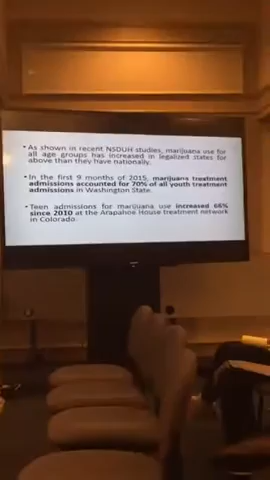 • As shown in recent NSDUH studies, marijuana use for
all age groups has increased in legalized states far
above than they have nationally.
• In the first 9 months of 2015, marijuana treatment
admissions accounted for 70% of all youth treatment
admissions in Washington State.
• Teen admissions for marijuana use increased 66%
since 2010 at the Arapahoe House treatment network
in Colorado.